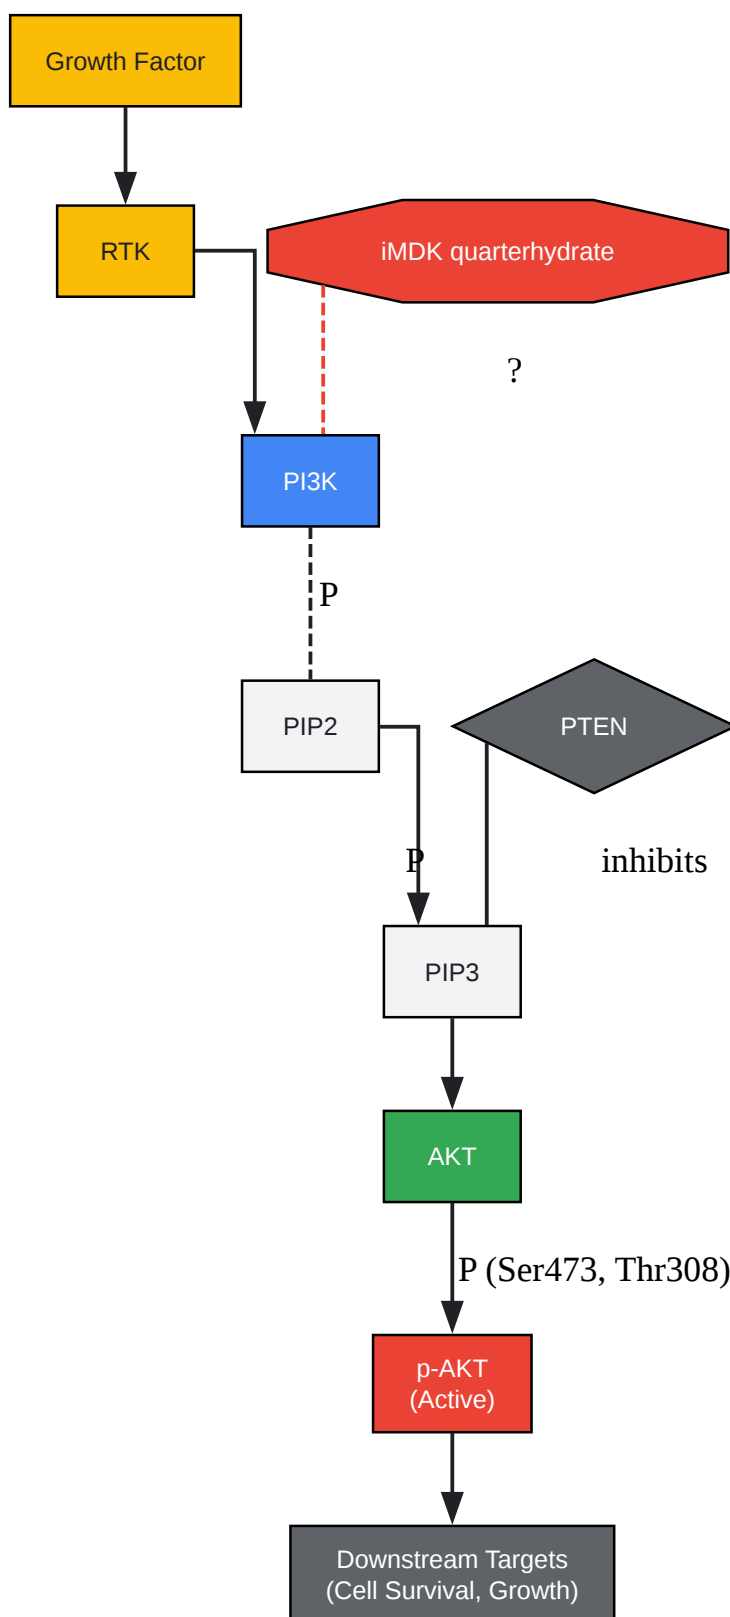 Growth Factor
RTK
iMDK quarterhydrate
?
PI3K
P
PIP2
PTEN
P
inhibits
PIP3
AKT
P (Ser473, Thr308)
p-AKT
(Active)
Downstream Targets
(Cell Survival, Growth)